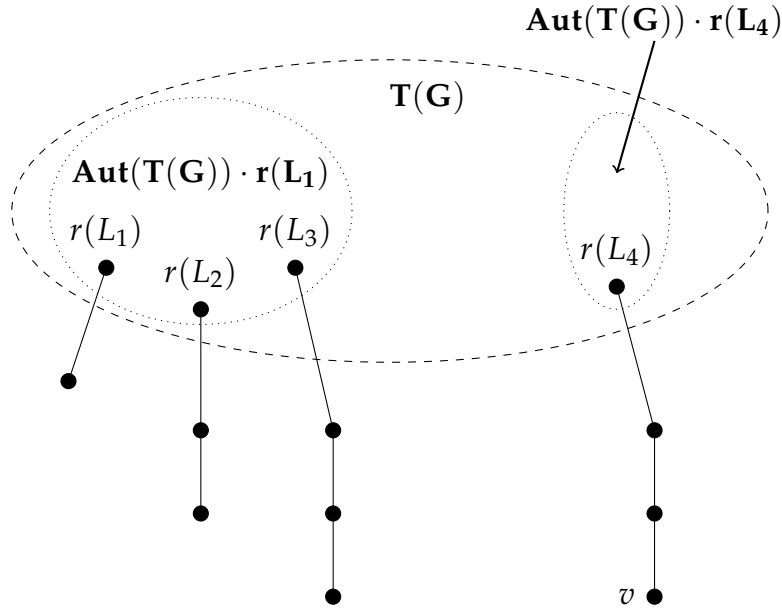 Aut(T(G)) · r(L₄)
T(G)
Aut(T(G)) · r(L₁)
r(L₁) r(L₃)
r(L₂)
r(L₄)
v